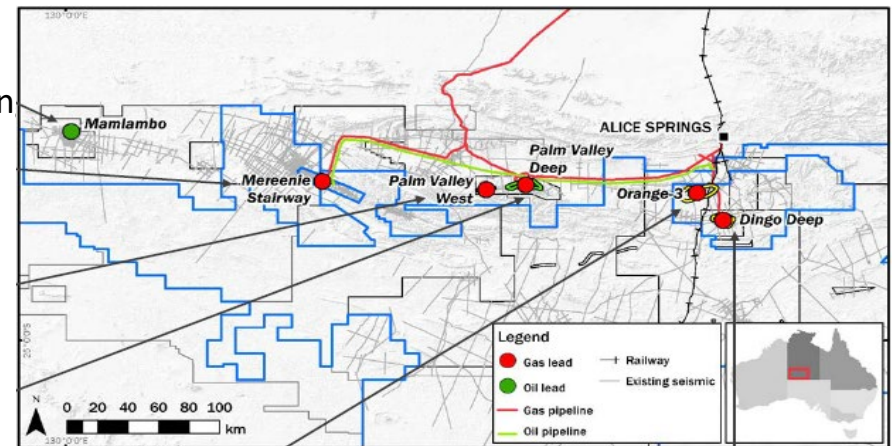 130°0'0"E
n
Mamlambo
ALICE SPRINGS
Palm Valley
Deep
Mereenie
Stairway
Palm Valley
West
Orange-3
Dingo Deep
Legend
Gas lead
Oil lead
Gas pipeline
Oil pipeline
Railway
Existing seismic
N
0 20 40 60 80 100
km
130°0'0"E